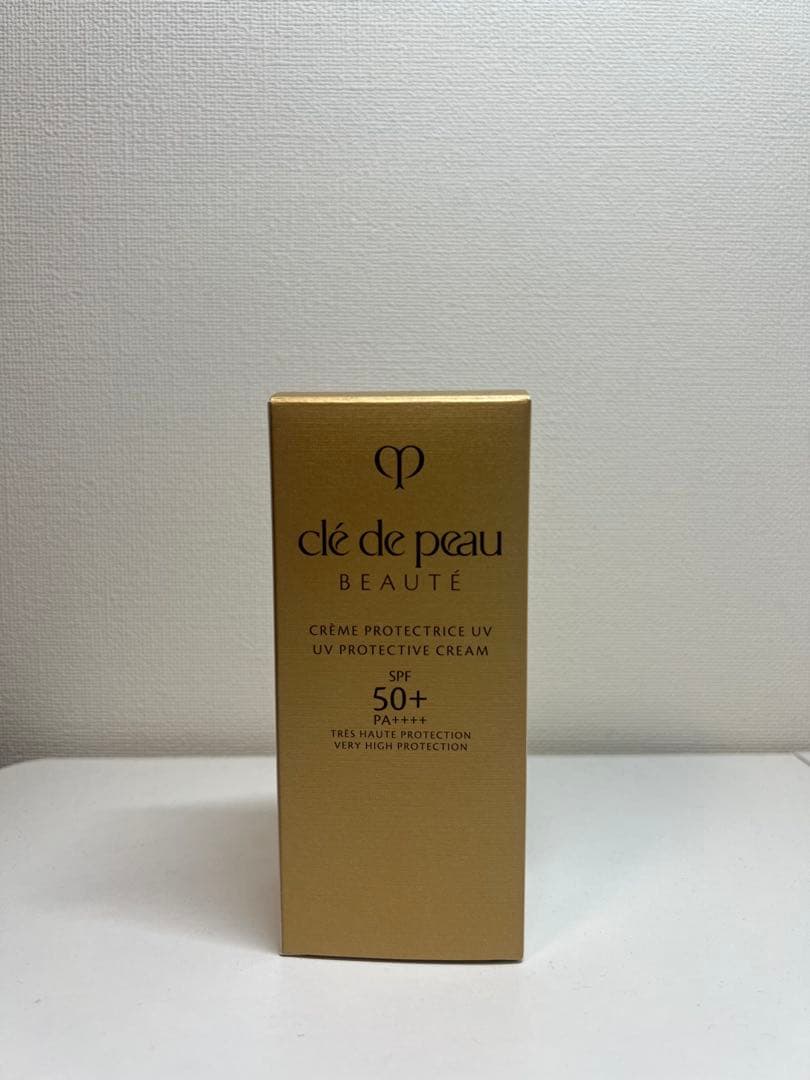 clé de peau
BEAUTÉ
CRÈME PROTECTRICE UV
UV PROTECTIVE CREAM
SPF
50+
PA++++
TRÈS HAUTE PROTECTION
VERY HIGH PROTECTION